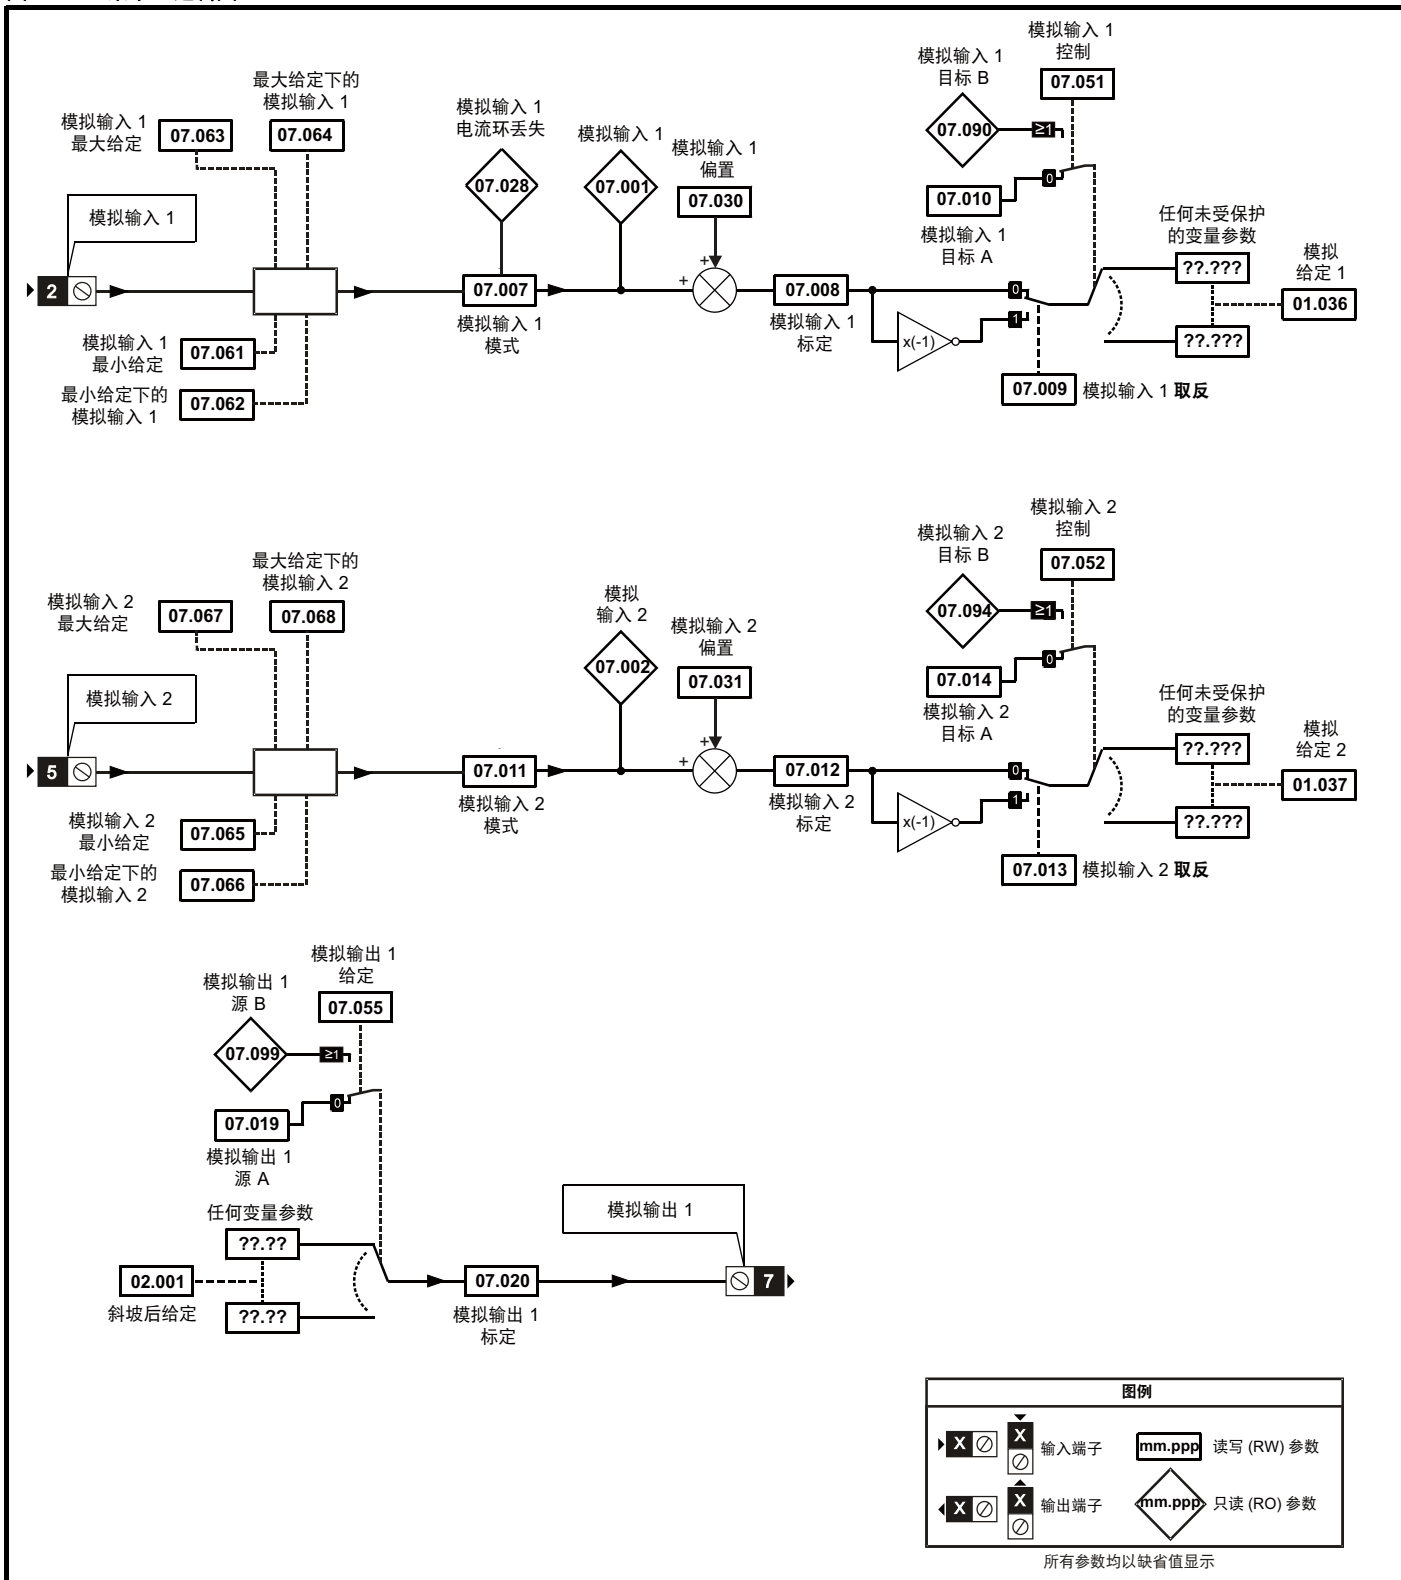 模拟输入 1
最大给定
07.063
最大给定下的
模拟输入 1
07.064
模拟输入 1
2
模拟输入 1
最小给定
07.061
最小给定下的
模拟输入 1
07.062
模拟输入 1
电流环丢失
07.028
07.007
模拟输入 1
模式
模拟输入 1
07.001
模拟输入 1
偏置
07.030
+
+
07.008
模拟输入 1
标定
x(-1)
模拟输入 1
目标 B
07.090
≥1
模拟输入 1
控制
07.051
0
07.010
模拟输入 1
目标 A
0
1
07.009
模拟输入 1 取反
任何未受保护
的变量参数
??.???
??.???
模拟
给定 1
01.036
模拟输入 2
最大给定
07.067
最大给定下的
模拟输入 2
07.068
模拟输入 2
5
模拟输入 2
最小给定
07.065
最小给定下的
模拟输入 2
07.066
07.011
模拟输入 2
模式
模拟
输入 2
07.002
模拟输入 2
偏置
07.031
+
+
07.012
模拟输入 2
标定
x(-1)
模拟输入 2
目标 B
07.094
≥1
模拟输入 2
控制
07.052
0
07.014
模拟输入 2
目标 A
0
1
07.013
模拟输入 2 取反
任何未受保护
的变量参数
??.???
??.???
模拟
给定 2
01.037
模拟输出 1
源 B
07.099
≥1
模拟输出 1
给定
07.055
0
07.019
模拟输出 1
源 A
任何变量参数
??.??
02.001
斜坡后给定
??.??
07.020
模拟输出 1
标定
模拟输出 1
7
图例
X
X
输入端子
mm.ppp
读写 (RW) 参数
X
X
输出端子
mm.ppp
只读 (RO) 参数
所有参数均以缺省值显示